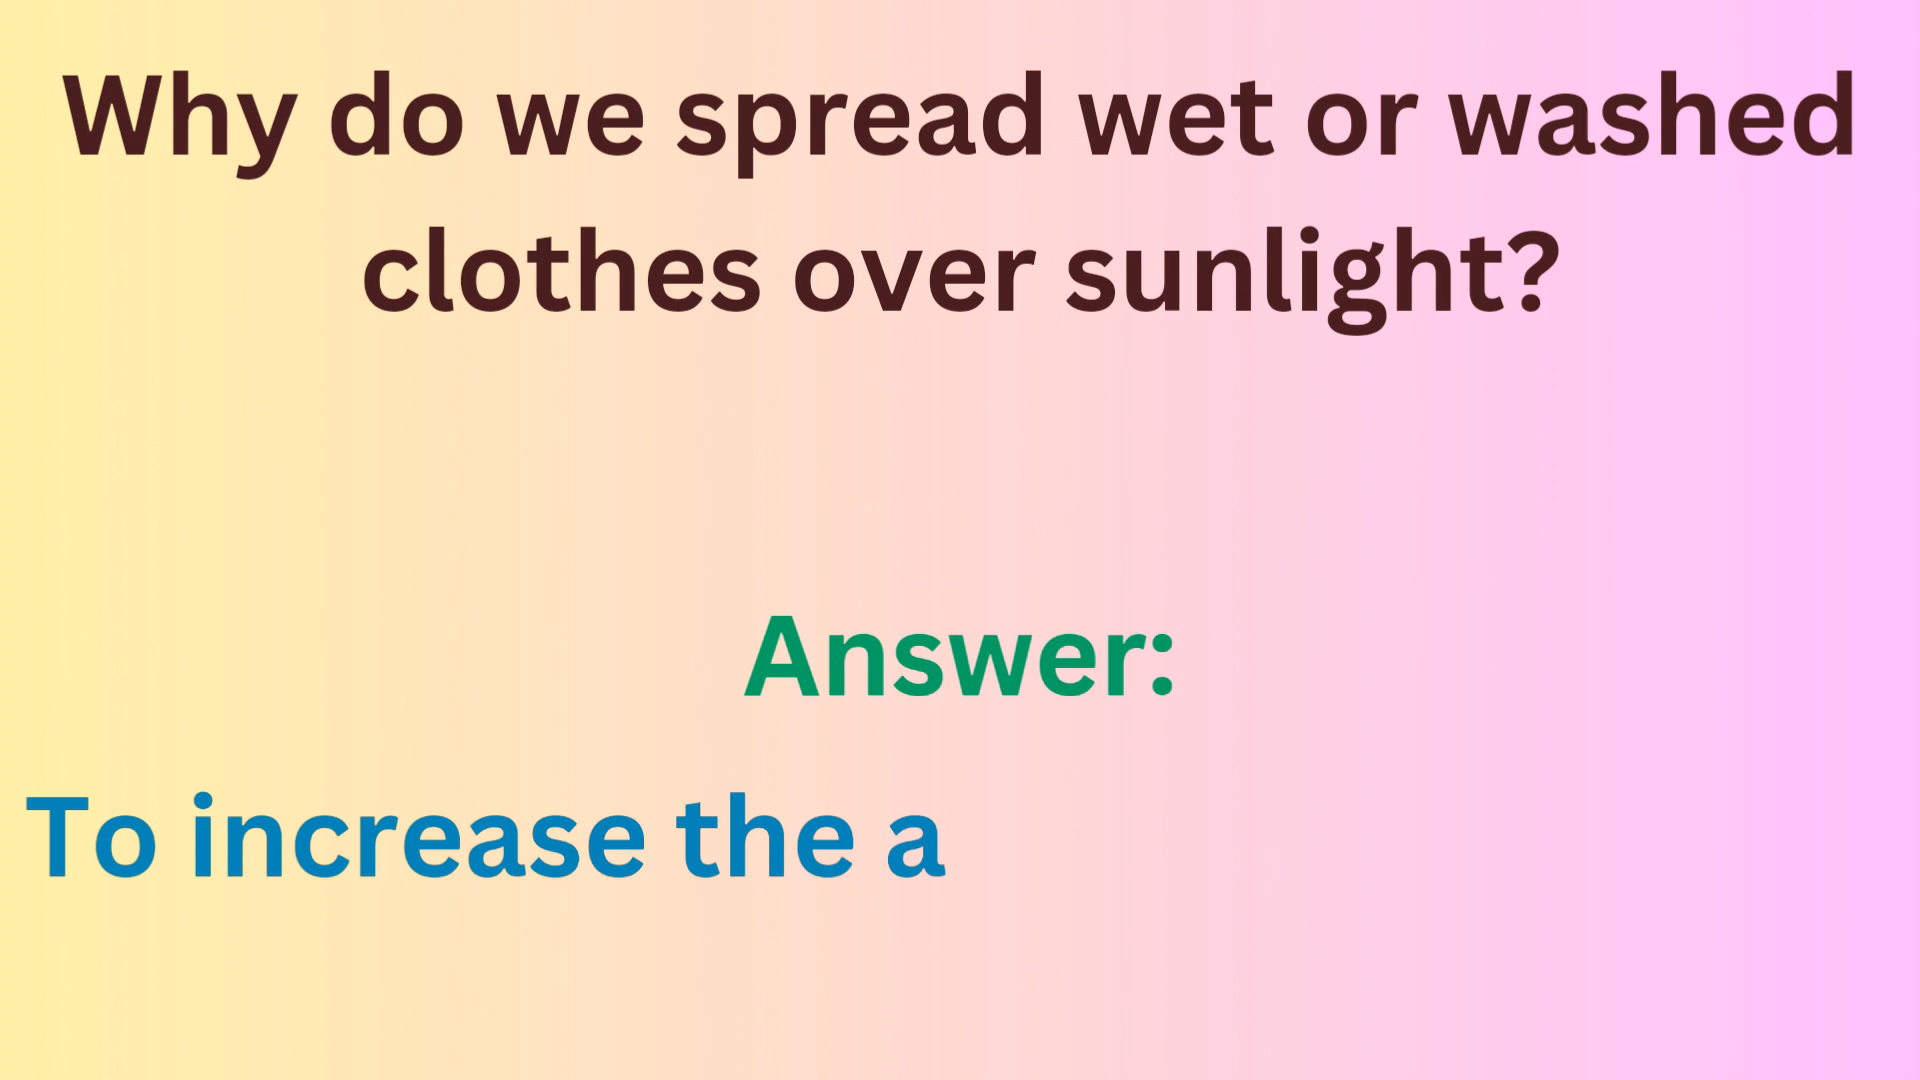 Why do we spread wet or washed
clothes over sunlight?
Answer:
To increase the a